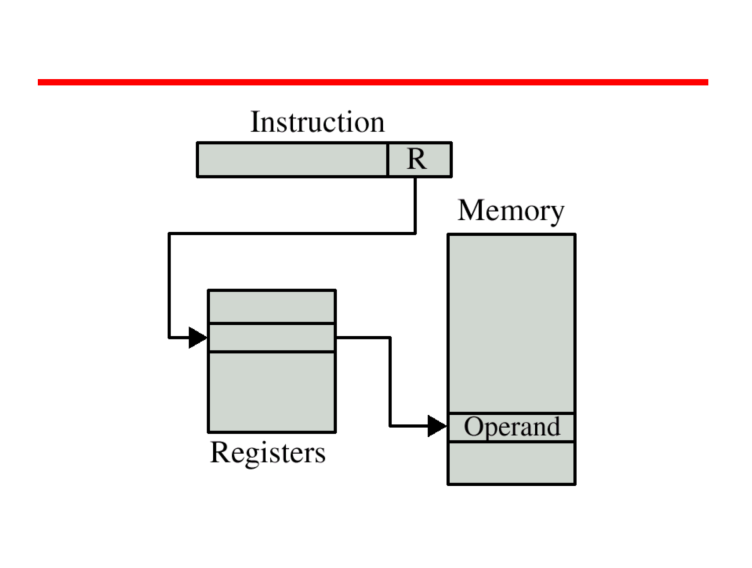 Instruction
R
Memory
Operand
Registers